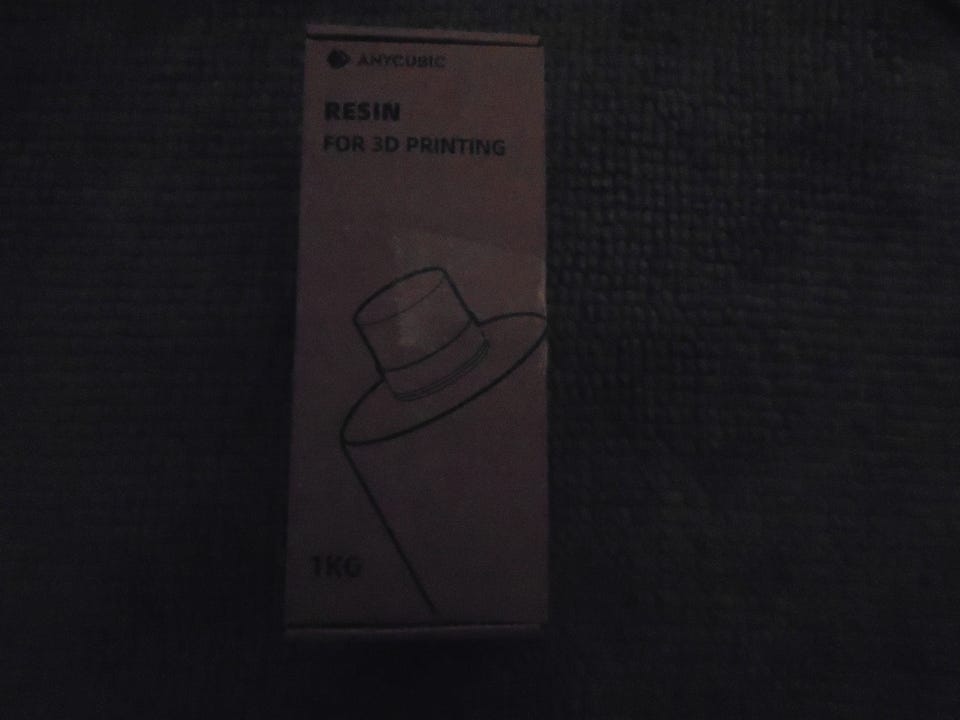 ANYCUBIC
RESIN
FOR 3D PRINTING
1KG